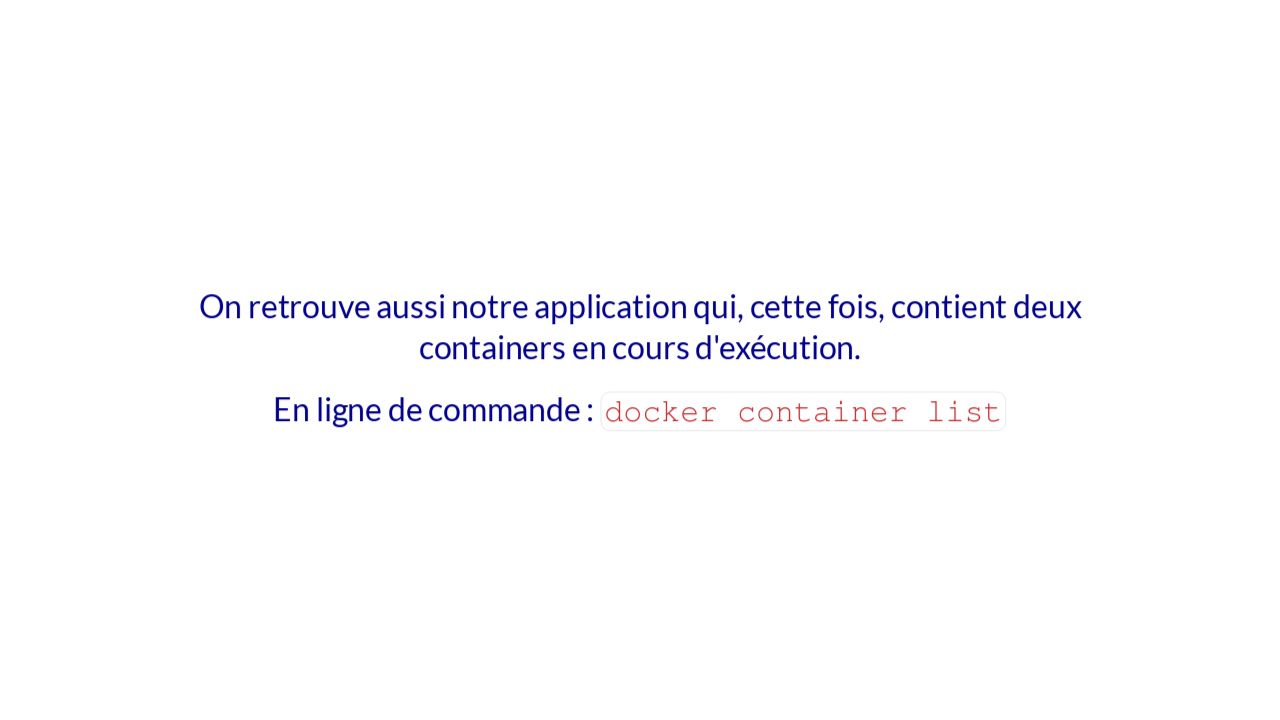 On retrouve aussi notre application qui, cette fois, contient deux
containers en cours d'exécution.
En ligne de commande : docker container list